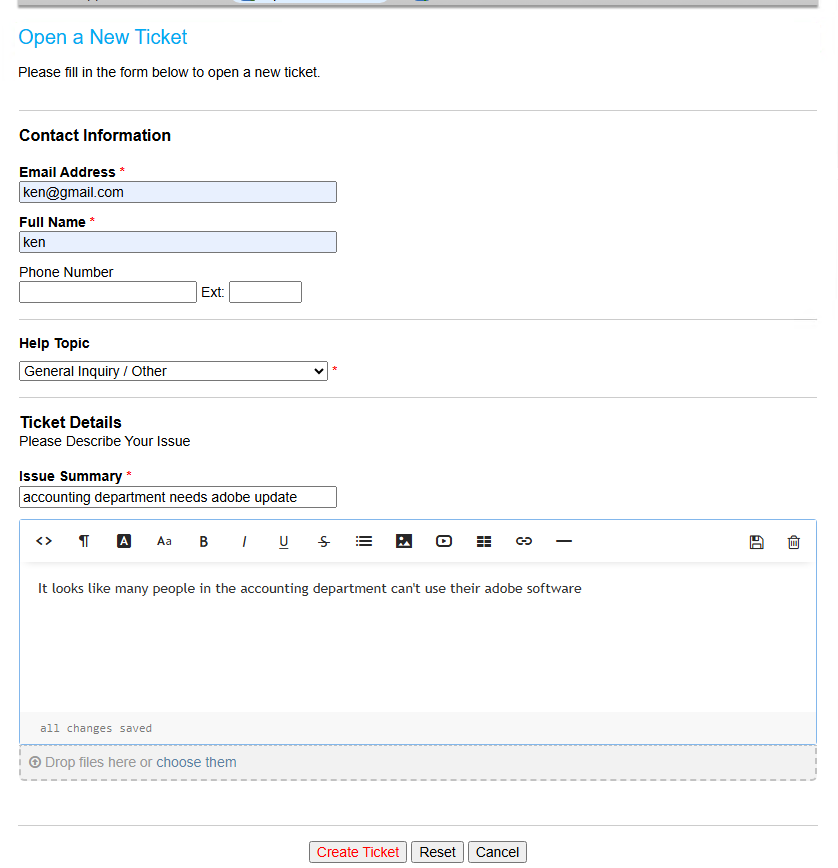 Open a New Ticket
Please fill in the form below to open a new ticket.
Contact Information
Email Address *
ken@gmail.com
Full Name *
ken
Phone Number
Ext:
Help Topic
General Inquiry / Other *
Ticket Details
Please Describe Your Issue
Issue Summary *
accounting department needs adobe update
<> ¶ A Aa B I U S
It looks like many people in the accounting department can't use their adobe software
all changes saved
Drop files here or choose them
Create Ticket Reset Cancel